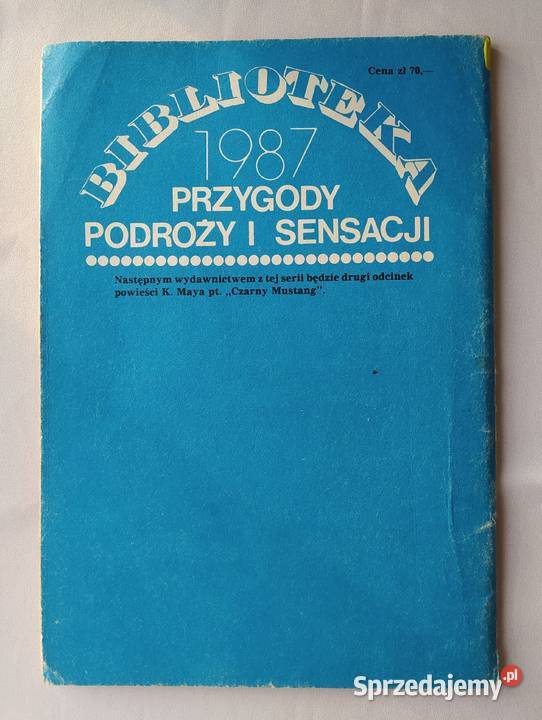 Cena zł 70,—
BIBLIOTEKA
1987
PRZYGODY
PODROŻY I SENSACJI
Następnym wydawnictwem z tej serii będzie drugi odcinek
powieści K. Maya pt. „Czarny Mustang".
Sprzedajemy.pl